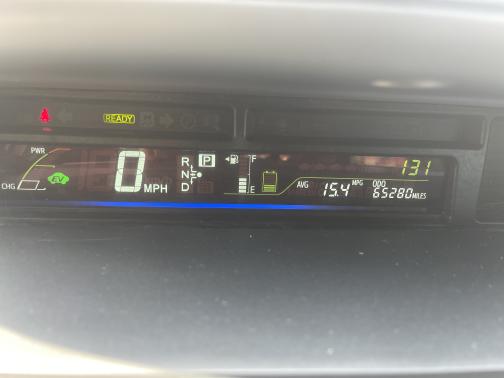 READY
PWR
CHG
EV
0 MPH
R
N
D
P
F
E
131
AVG 15.4 MPG
ODO 65280 MILES